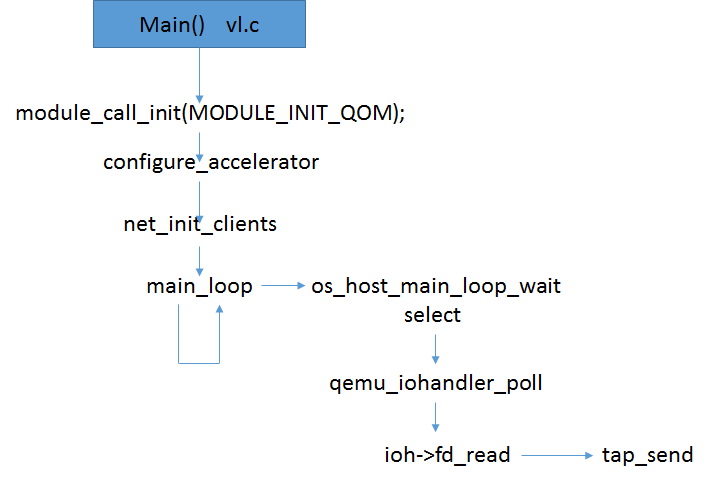 Main() vl.c
module_call_init(MODULE_INIT_QOM);
configure_accelerator
net_init_clients
main_loop
os_host_main_loop_wait
select
qemu_iohandler_poll
ioh->fd_read
tap_send